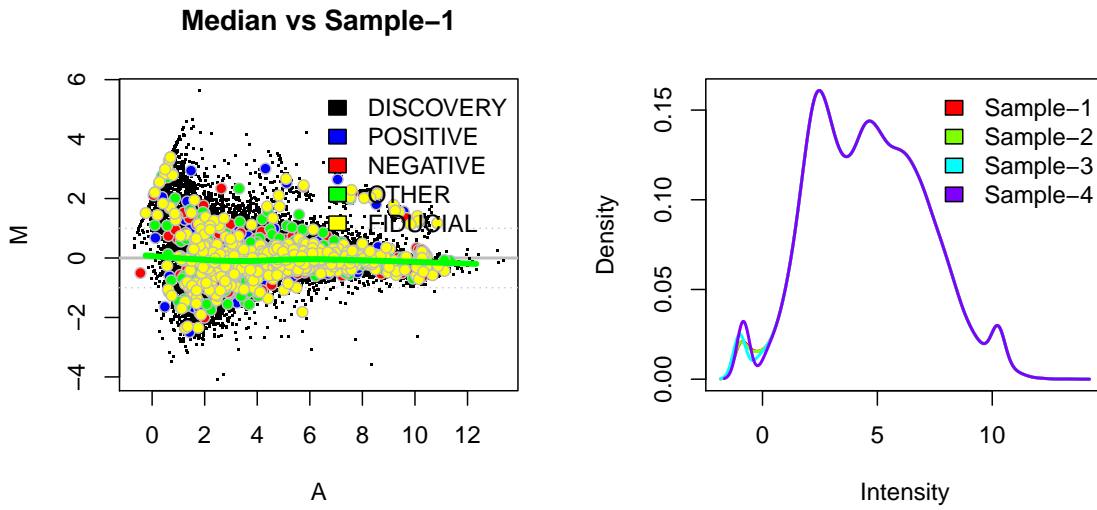 Median vs Sample−1
6
4
2
0
−2
−4
M
0 2 4 6 8 10 12
A
DISCOVERY
POSITIVE
NEGATIVE
OTHER
FIDUCIAL
0.15
0.10
0.05
0.00
Density
0 5 10
Intensity
Sample−1
Sample−2
Sample−3
Sample−4